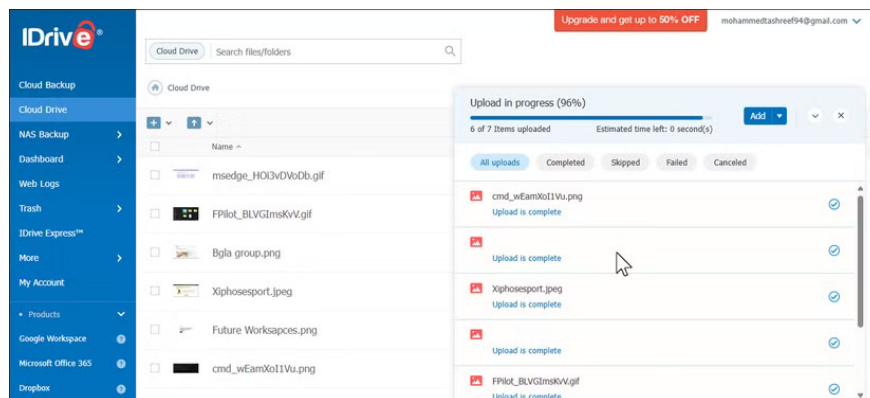 Upgrade and get up to 50% OFF
mohammedtashreef94@gmail.com
IDrive®
Cloud Drive
Search files/folders
Cloud Backup
Cloud Drive
NAS Backup
Dashboard
Web Logs
Trash
IDrive Express™
More
My Account
Products
Google Workspace
Microsoft Office 365
Dropbox
Cloud Drive
Name
msedge_HOi3vDVoDb.gif
FPilot_BLVGImsKvV.gif
Bgla group.png
Xiphosesport.jpeg
Future Worksapces.png
cmd_wEamXoI1Vu.png
Upload in progress (96%)
Add
6 of 7 Items uploaded
Estimated time left: 0 second(s)
All uploads
Completed
Skipped
Failed
Canceled
cmd_wEamXoI1Vu.png
Upload is complete
Upload is complete
Xiphosesport.jpeg
Upload is complete
Upload is complete
FPilot_BLVGImsKvV.gif
Upload is complete